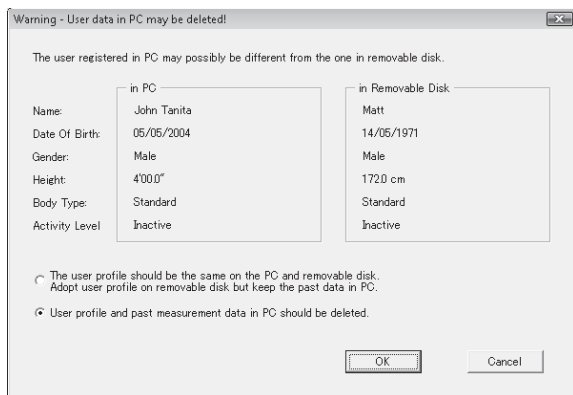 Warning - User data in PC may be deleted!
The user registered in PC may possibly be different from the one in removable disk.
in PC in Removable Disk
Name: John Tanita Matt
Date Of Birth: 05/05/2004 14/05/1971
Gender: Male Male
Height: 4'00.0" 172.0 cm
Body Type: Standard Standard
Activity Level Inactive Inactive
The user profile should be the same on the PC and removable disk.
Adopt user profile on removable disk but keep the past data in PC.
User profile and past measurement data in PC should be deleted.
OK Cancel